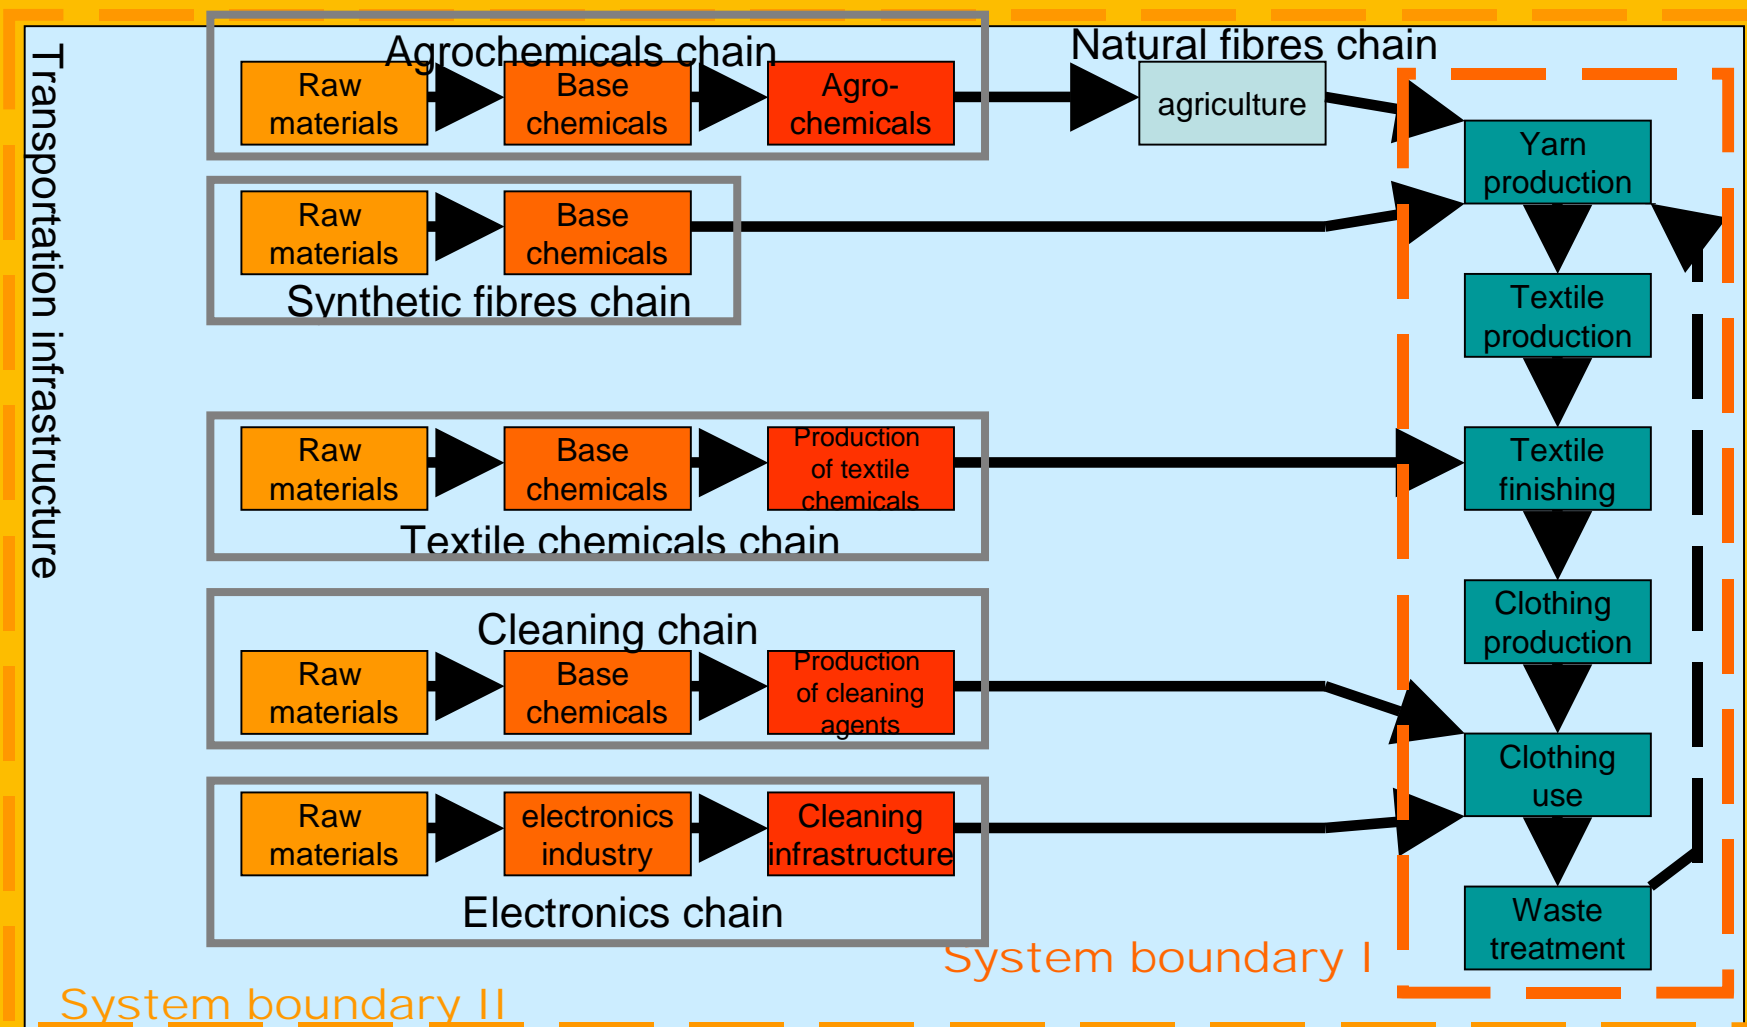 Transportation infrastructure
Agrochemicals chain
Raw
materials
Base
chemicals
Agro-
chemicals
Natural fibres chain
agriculture
Raw
materials
Base
chemicals
Synthetic fibres chain
Raw
materials
Base
chemicals
Production
of textile
chemicals
Textile chemicals chain
Cleaning chain
Raw
materials
Base
chemicals
Production
of cleaning
agents
Raw
materials
electronics
industry
Cleaning
infrastructure
Electronics chain
Yarn
production
Textile
production
Textile
finishing
Clothing
production
Clothing
use
Waste
treatment
System boundary I
System boundary II